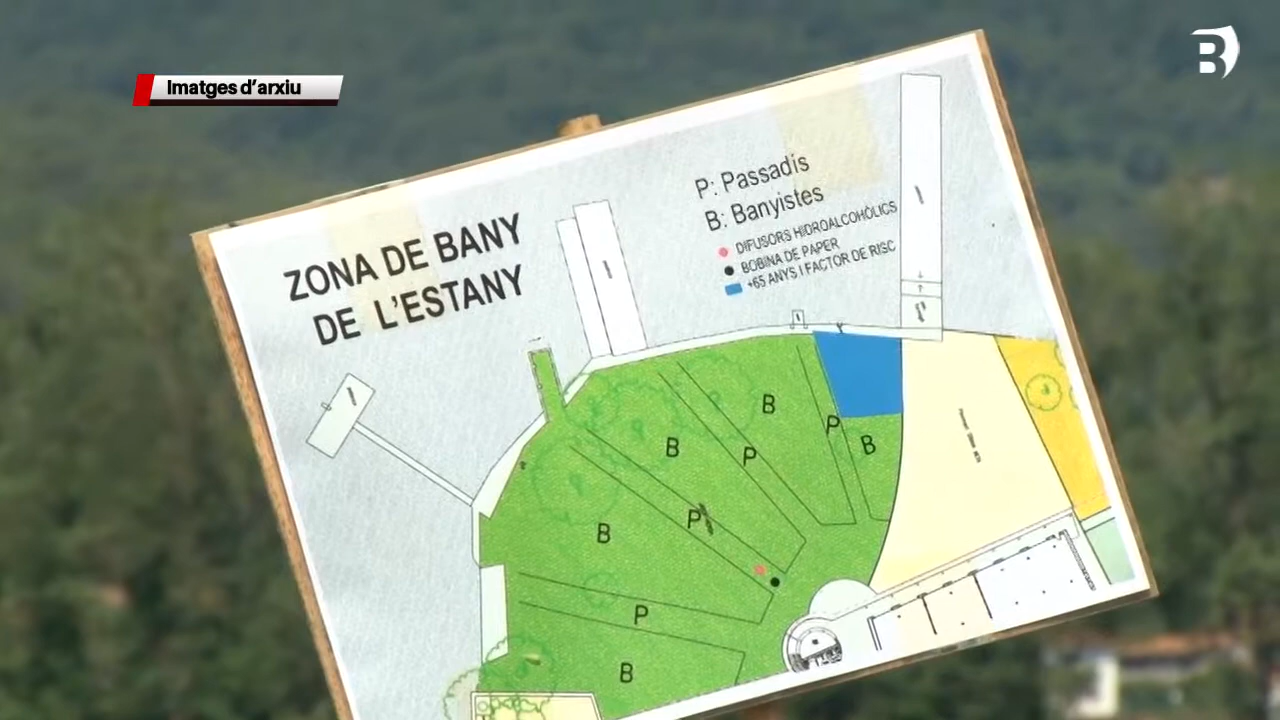 Imatges d'arxiu
B
ZONA DE BANY
DE L'ESTANY
P: Passadís
B: Banyistes
DIFUSORS HIDROALCOHÒLICS
BOBINA DE PAPER
+65 ANYS I FACTOR DE RISC
B
B
P
P
B
B
P
P
B